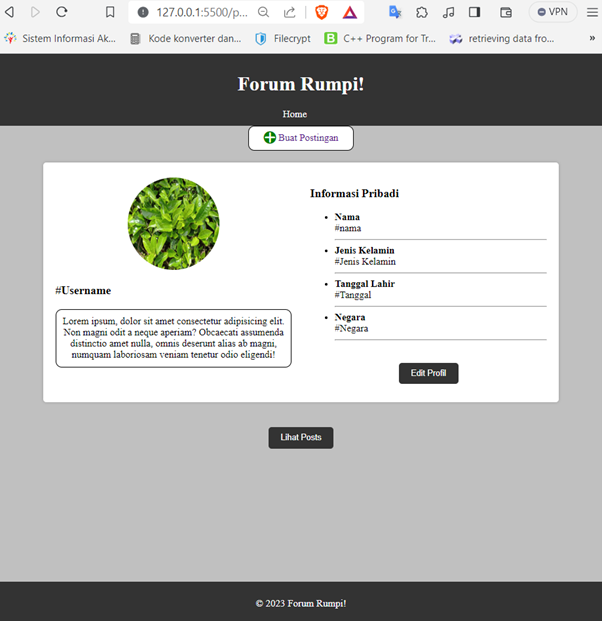 127.0.0.1:5500/p...
VPN
Sistem Informasi Ak...
Kode konverter dan...
Filecrypt
C++ Program for Tr...
retrieving data fro...
»
Forum Rumpi!
Home
Buat Postingan
Informasi Pribadi
Nama
#nama
Jenis Kelamin
#Jenis Kelamin
Tanggal Lahir
#Tanggal
Negara
#Negara
Edit Profil
#Username
Lorem ipsum, dolor sit amet consectetur adipisicing elit.
Non magni odit a neque aperiam? Obcaecati assumenda
distinctio amet nulla, omnis deserunt alias ab magni,
numquam laboriosam veniam tenetur odio eligendi!
Lihat Posts
© 2023 Forum Rumpi!